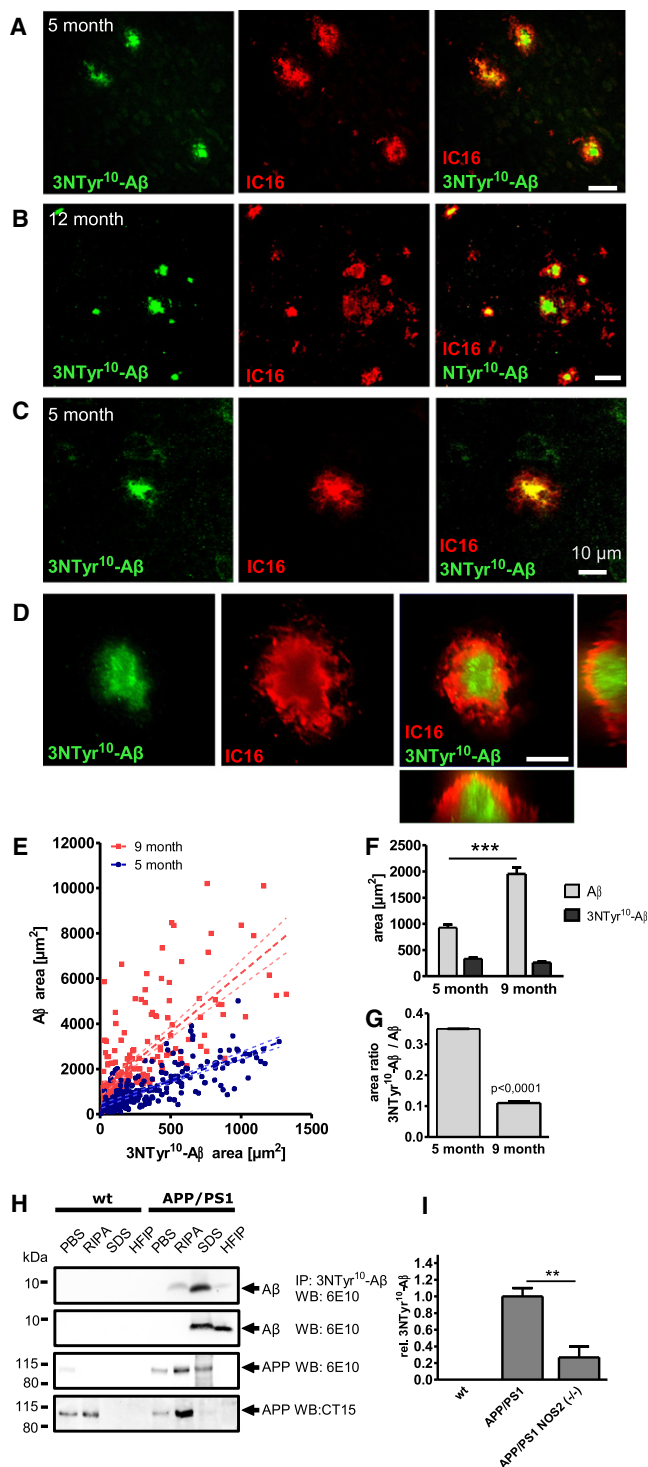 A
5 month
3NTyr10-Aβ
IC16
IC16
3NTyr10-Aβ
B
12 month
3NTyr10-Aβ
IC16
IC16
NTyr10-Aβ
C
5 month
3NTyr10-Aβ
IC16
IC16
3NTyr10-Aβ
10 µm
D
3NTyr10-Aβ
IC16
IC16
3NTyr10-Aβ
E
9 month
5 month
Aβ area [µm2]
12000
10000
8000
6000
4000
2000
0
0 500 1000 1500
3NTyr10-Aβ area [µm2]
F
***
area [µm2]
2500
2000
1500
1000
500
0
5 month 9 month
Aβ
3NTyr10-Aβ
G
area ratio
3NTyr10-Aβ / Aβ
0.4
0.3
0.2
0.1
0.0
p<0,0001
5 month 9 month
H
wt APP/PS1
PBS RIPA SDS HFIP PBS RIPA SDS HFIP
kDa
10
Aβ
IP: 3NTyr10-Aβ
WB: 6E10
10
Aβ WB: 6E10
115
80
APP WB: 6E10
115
80
APP WB:CT15
I
rel. 3NTyr10-Aβ
1.4
1.2
1.0
0.8
0.6
0.4
0.2
0.0
**
wt
APP/PS1
APP/PS1 NOS2 (-/-)